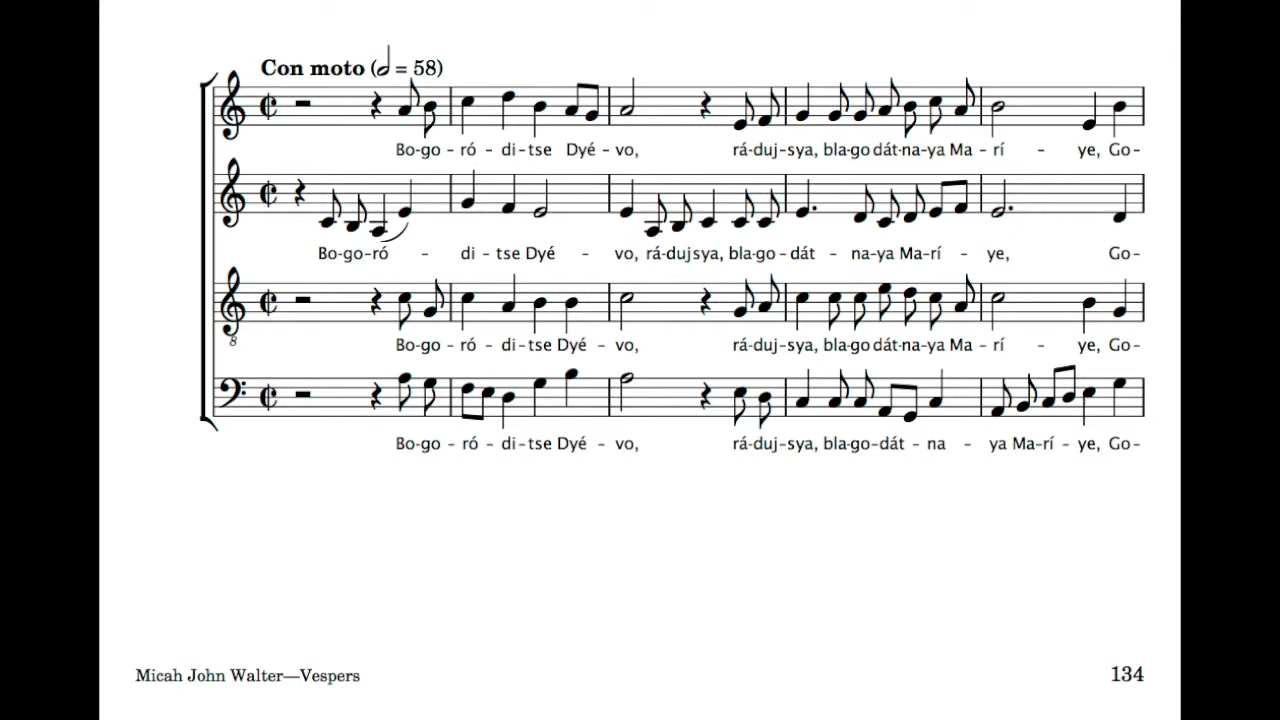 Con moto (𝅗𝅥 = 58)
Bo-go-ró-di-tse Dyé-vo, rá-duj-sya, bla-go dát-na-ya Ma-rí-ye, Go-
Bo-go-ró-di-tse Dyé-vo, rá-duj sya, bla-go-dát-na-ya Ma-rí-ye, Go-
8
Bo-go-ró-di-tse Dyé-vo, rá-duj-sya, bla-go dát-na-ya Ma-rí-ye, Go-
Bo-go-ró-di-tse Dyé-vo, rá-duj-sya, bla-go-dát-na-ya Ma-rí-ye, Go-
Micah John Walter—Vespers 134